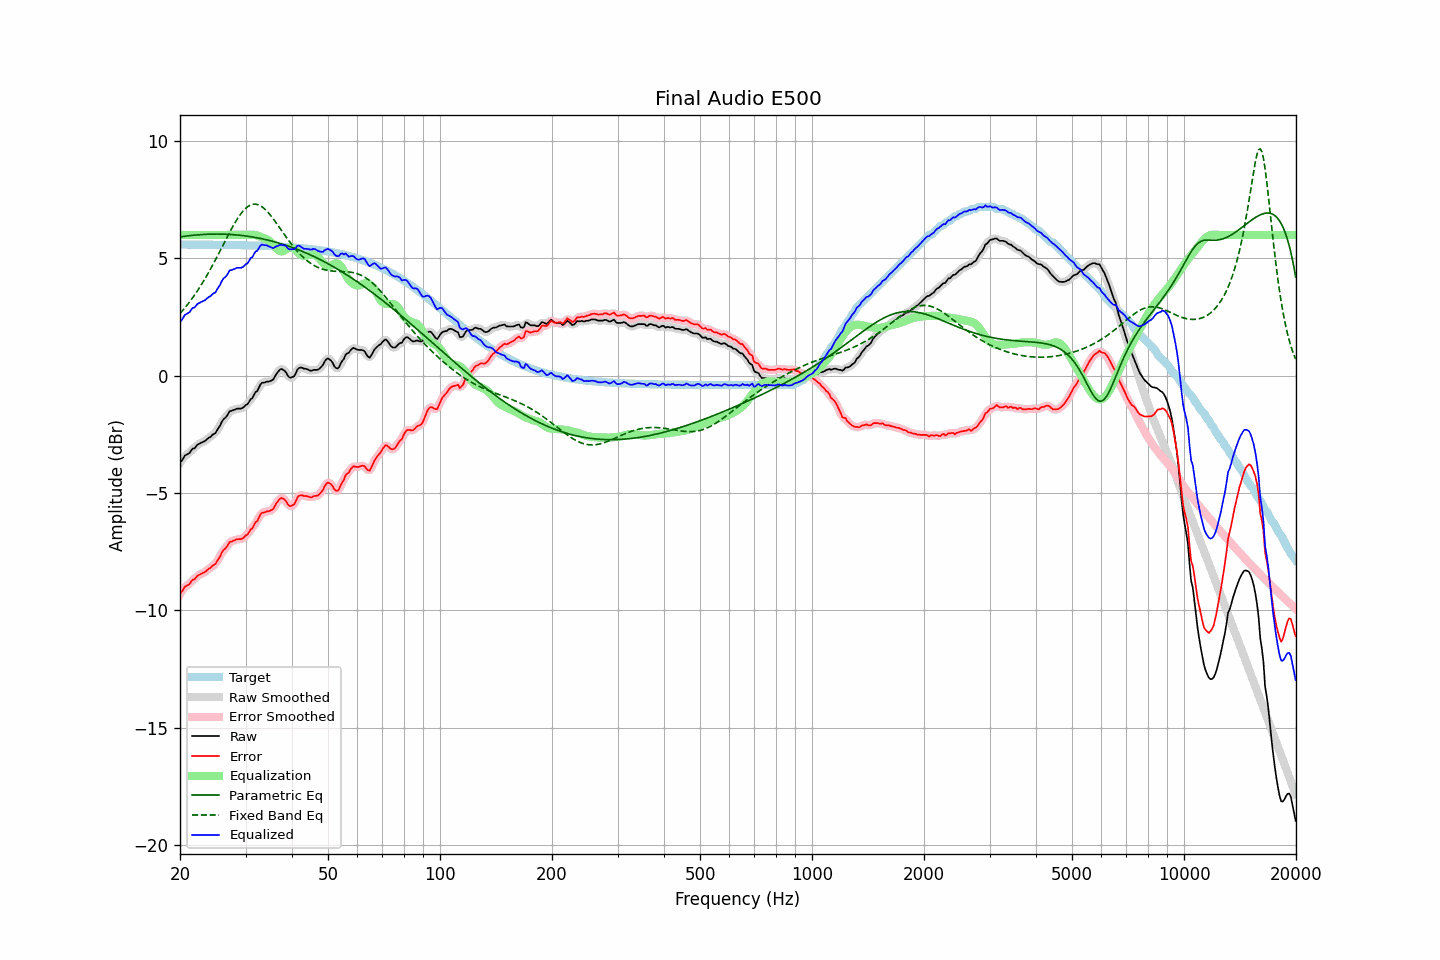 Final Audio E500
Amplitude (dBr)
10
5
0
−5
−10
−15
−20
Target
Raw Smoothed
Error Smoothed
Raw
Error
Equalization
Parametric Eq
Fixed Band Eq
Equalized
20 50 100 200 500 1000 2000 5000 10000 20000
Frequency (Hz)